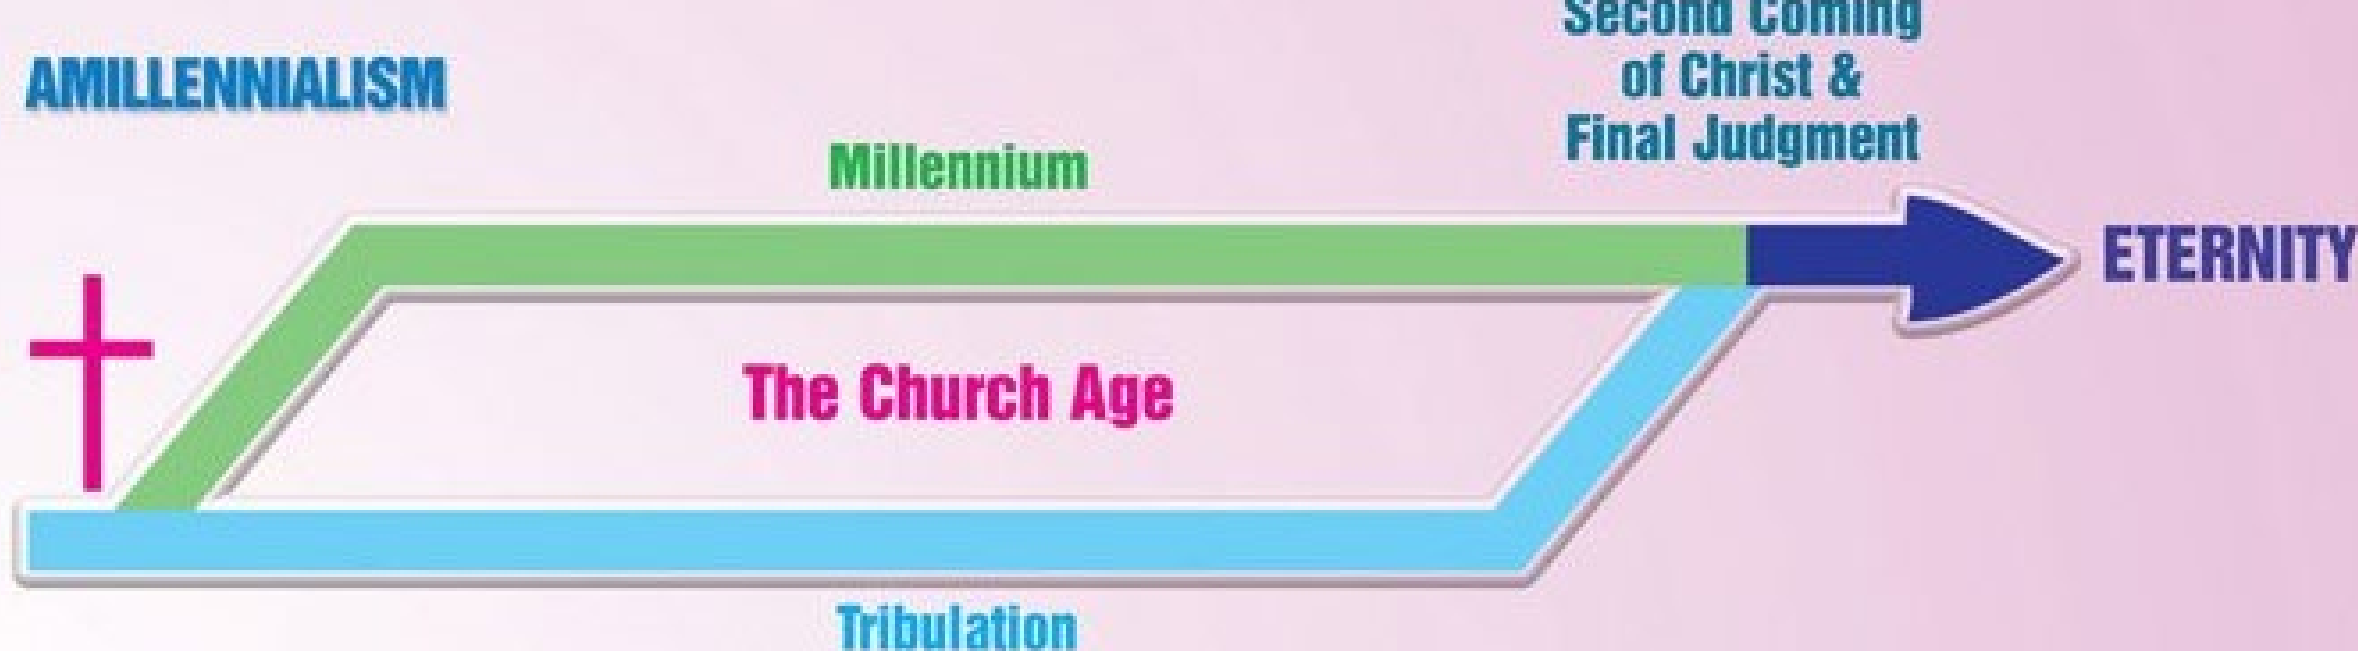 AMILLENNIALISM
Second Coming
of Christ &
Final Judgment
Millennium
ETERNITY
The Church Age
Tribulation